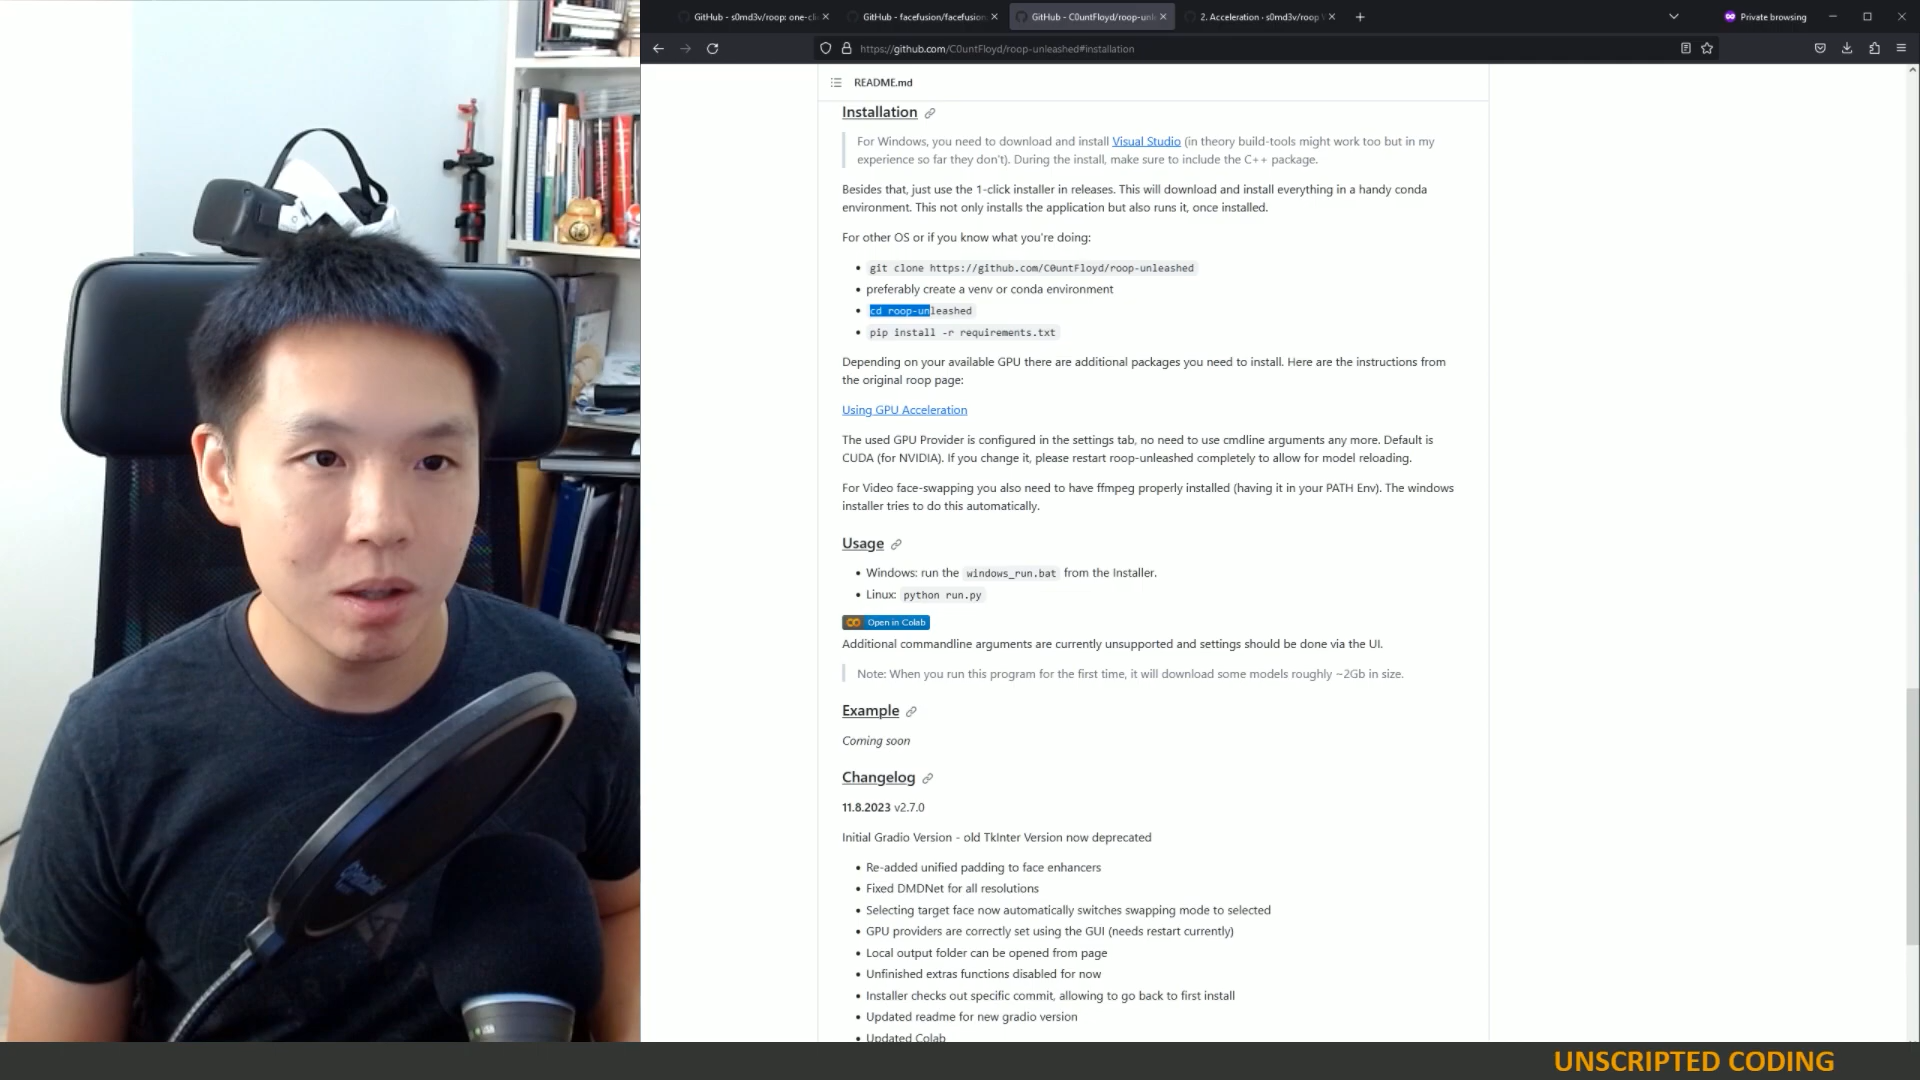 GitHub - s0md3v/roop: one-cli
GitHub - facefusion/facefusion
GitHub - C0untFloyd/roop-unl
2. Acceleration · s0md3v/roop
Private browsing
https://github.com/C0untFloyd/roop-unleashed#installation
README.md
Installation
For Windows, you need to download and install Visual Studio (in theory build-tools might work too but in my
experience so far they don't). During the install, make sure to include the C++ package.
Besides that, just use the 1-click installer in releases. This will download and install everything in a handy conda
environment. This not only installs the application but also runs it, once installed.
For other OS or if you know what you're doing:
git clone https://github.com/C0untFloyd/roop-unleashed
preferably create a venv or conda environment
cd roop-unleashed
pip install -r requirements.txt
Depending on your available GPU there are additional packages you need to install. Here are the instructions from
the original roop page:
Using GPU Acceleration
The used GPU Provider is configured in the settings tab, no need to use cmdline arguments any more. Default is
CUDA (for NVIDIA). If you change it, please restart roop-unleashed completely to allow for model reloading.
For Video face-swapping you also need to have ffmpeg properly installed (having it in your PATH Env). The windows
installer tries to do this automatically.
Usage
Windows: run the windows_run.bat from the Installer.
Linux: python run.py
Open in Colab
Additional commandline arguments are currently unsupported and settings should be done via the UI.
Note: When you run this program for the first time, it will download some models roughly ~2Gb in size.
Example
Coming soon
Changelog
11.8.2023 v2.7.0
Initial Gradio Version - old TkInter Version now deprecated
Re-added unified padding to face enhancers
Fixed DMDNet for all resolutions
Selecting target face now automatically switches swapping mode to selected
GPU providers are correctly set using the GUI (needs restart currently)
Local output folder can be opened from page
Unfinished extras functions disabled for now
Installer checks out specific commit, allowing to go back to first install
Updated readme for new gradio version
Updated Colab
UNSCRIPTED CODING